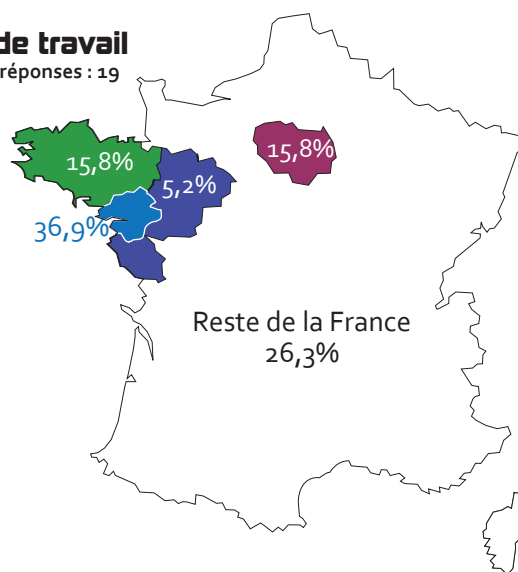 de travail
réponses : 19
15,8%
15,8%
5,2%
36,9%
Reste de la France
26,3%